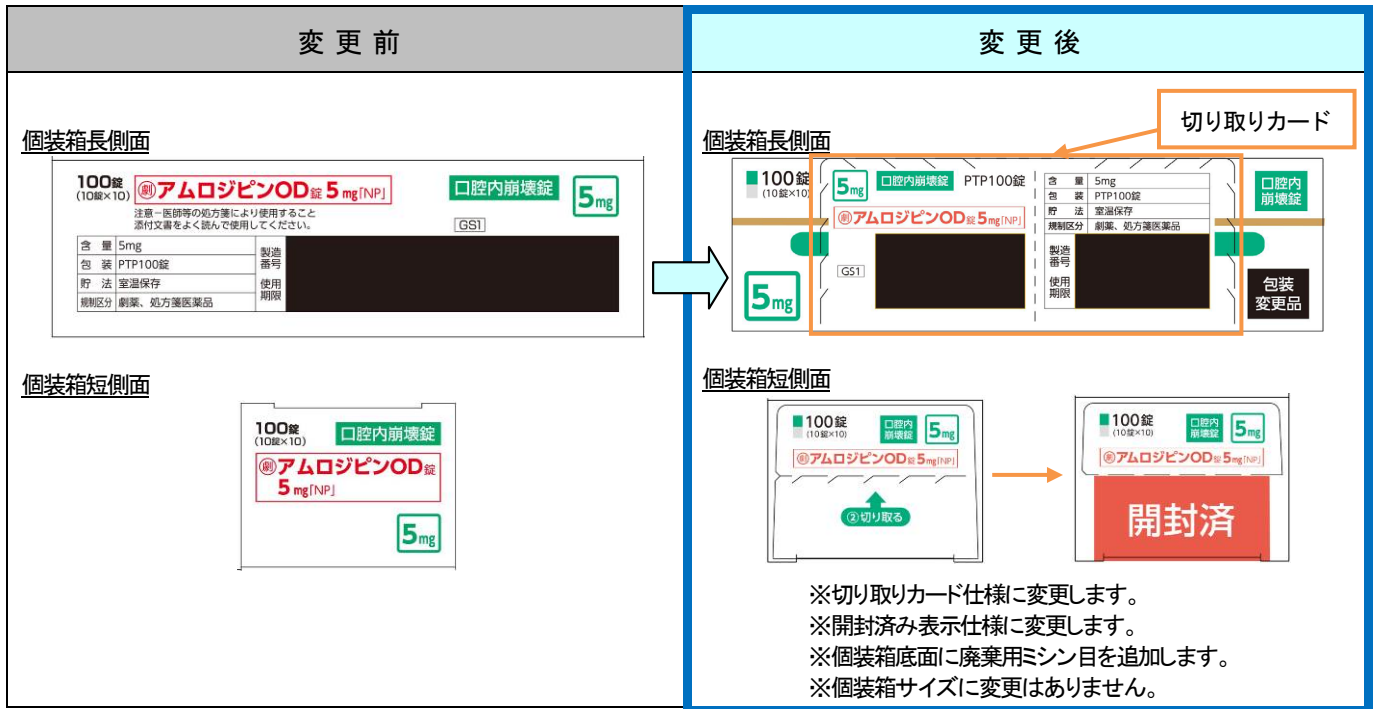 変更前
個装箱長側面
100錠
(10錠×10)
劇アムロジピンOD錠5mg「NP」
口腔内崩壊錠
5mg
注意-医師等の処方箋により使用すること
添付文書をよく読んで使用してください。
GS1
含量 5mg
包装 PTP100錠
貯法 室温保存
規制区分 劇薬、処方箋医薬品
製造
番号
使用
期限
個装箱短側面
100錠
(10錠×10)
口腔内崩壊錠
劇アムロジピンOD錠
5mg「NP」
5mg
変更後
切り取りカード
個装箱長側面
100錠
(10錠×10)
5mg
口腔内崩壊錠 PTP100錠
劇アムロジピンOD錠5mg「NP」
GS1
5mg
含量 5mg
包装 PTP100錠
貯法 室温保存
規制区分 劇薬、処方箋医薬品
製造
番号
使用
期限
口腔内
崩壊錠
包装
変更品
個装箱短側面
100錠
(10錠×10)
口腔内
崩壊錠
5mg
劇アムロジピンOD錠5mg「NP」
②切り取る
100錠
(10錠×10)
口腔内
崩壊錠
5mg
劇アムロジピンOD錠5mg「NP」
開封済
※切り取りカード仕様に変更します。
※開封済み表示仕様に変更します。
※個装箱底面に廃棄用ミシン目を追加します。
※個装箱サイズに変更はありません。